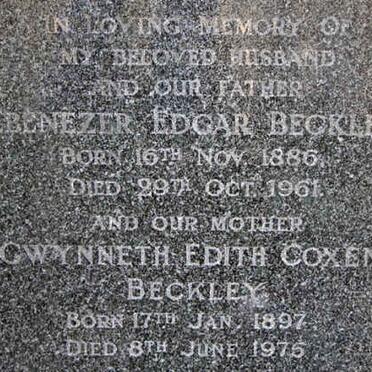 IN LOVING MEMORY OF
MY BELOVED HUSBAND
AND OUR FATHER
EBENEZER EDGAR BECKLE
BORN 16TH NOV. 1886.
DIED 29TH OCT. 1961.
AND OUR MOTHER
GWYNNETH EDITH COXEN
BECKLEY
BORN 17TH JAN. 1897
DIED 8TH JUNE 1975